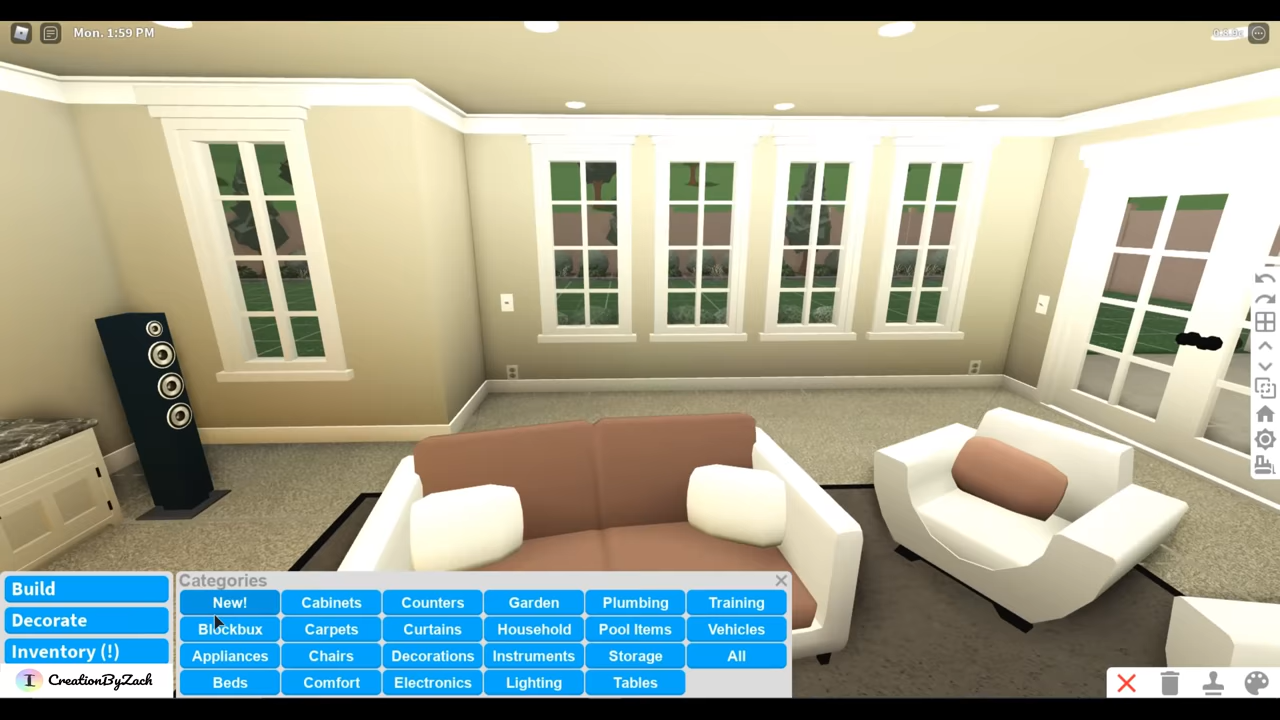 Mon. 1:59 PM
Build
Decorate
Inventory (!)
CreationByZach
Categories
New! Cabinets Counters Garden Plumbing Training
Blockbux Carpets Curtains Household Pool Items Vehicles
Appliances Chairs Decorations Instruments Storage All
Beds Comfort Electronics Lighting Tables